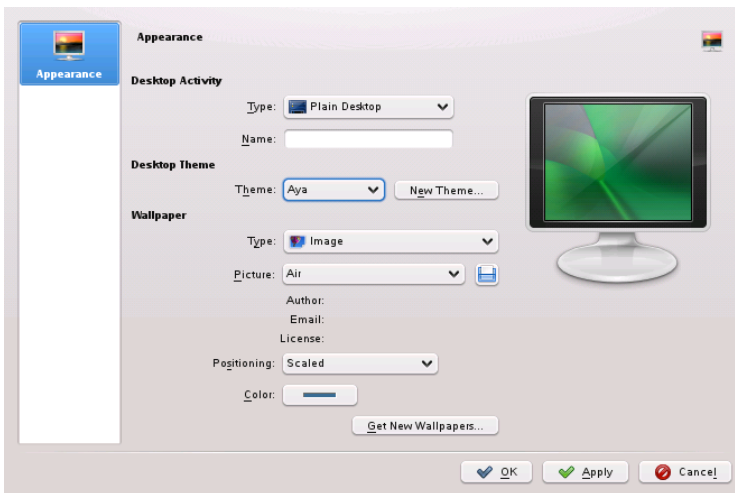 Appearance
Appearance
Desktop Activity
Type: Plain Desktop
Name:
Desktop Theme
Theme: Aya New Theme...
Wallpaper
Type: Image
Picture: Air
Author:
Email:
License:
Positioning: Scaled
Color:
Get New Wallpapers...
OK Apply Cancel